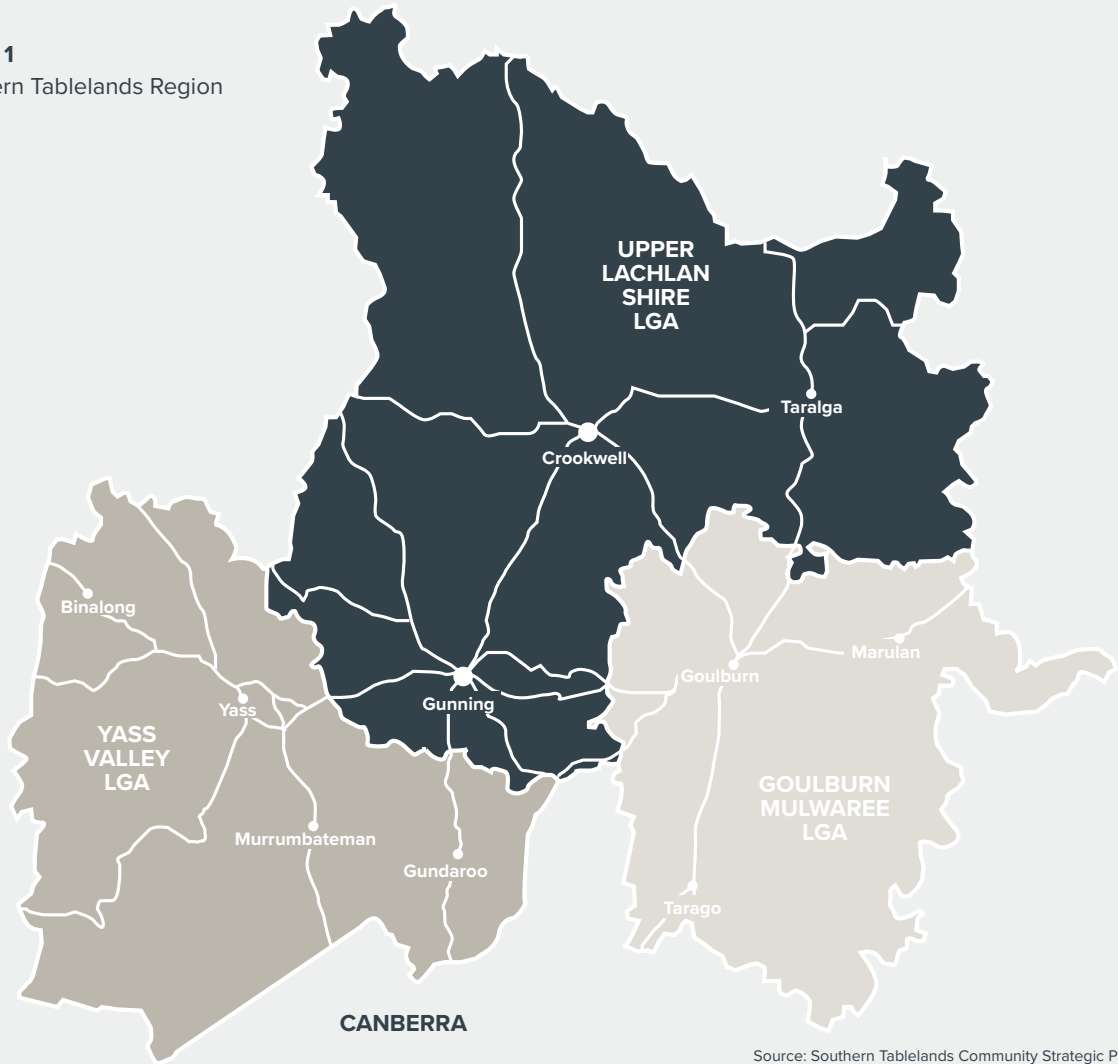 1
ern Tablelands Region
UPPER
LACHLAN
SHIRE
LGA
Taralga
Crookwell
Binalong
Marulan
Goulburn
Gunning
Yass
YASS
VALLEY
LGA
GOULBURN
MULWAREE
LGA
Murrumbateman
Gundaroo
Tarago
CANBERRA
Source: Southern Tablelands Community Strategic P